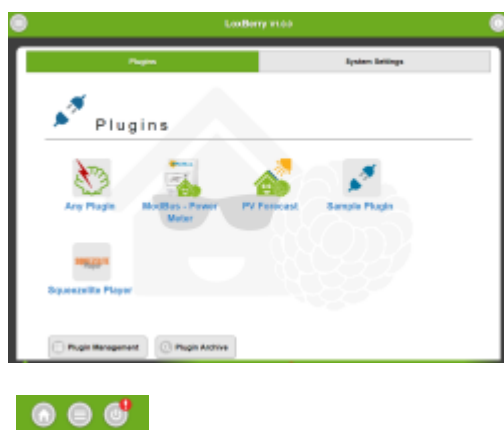 LoxBerry V1.0.0
Plugins
System Settings
Plugins
Any Plugin
ModBus - Power
Meter
PV Forecast
Sample Plugin
Squeezelite Player
Plugin Management
Plugin Archive